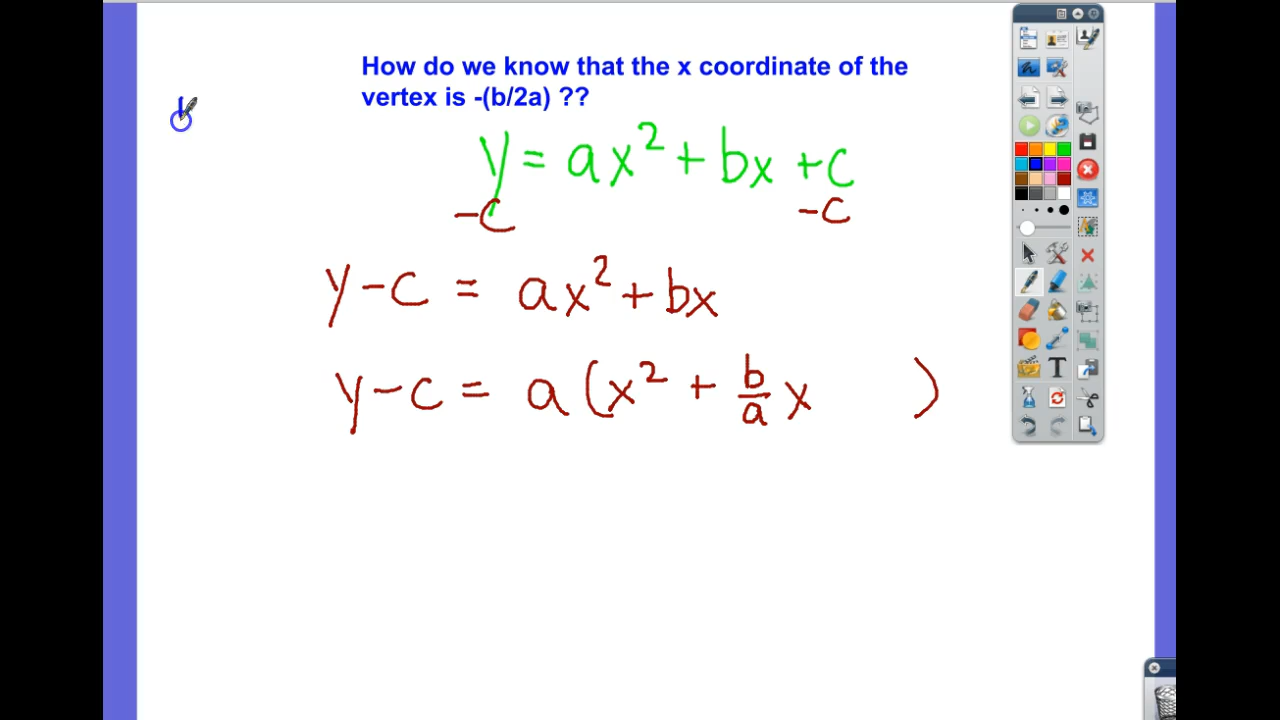 How do we know that the x coordinate of the
vertex is -(b/2a) ??
y = ax² + bx + c
-c -c
y - c = ax² + bx
y - c = a(x² + b/a x )